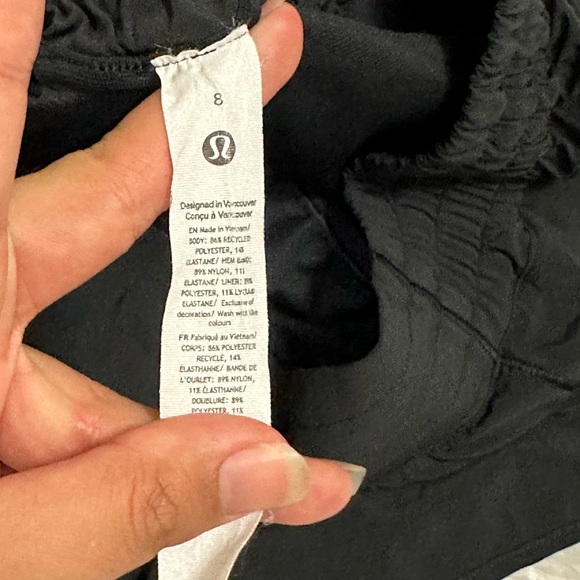 8
Designed in Vancouver
Conçu à Vancouver
EN Made in Vietnam/
BODY: 86% RECYCLED
POLYESTER, 14%
ELASTANE/ HEM BAND:
89% NYLON, 11%
ELASTANE/ LINER: 89%
POLYESTER, 11% LYCRA®
ELASTANE/ Exclusive of
decoration/ Wash with like
colours
FR Fabriqué au Vietnam/
CORPS: 86% POLYESTER
RECYCLÉ, 14%
ÉLASTHANNE/ BANDE DE
L'OURLET: 89% NYLON,
11% ÉLASTHANNE/
DOUBLURE: 89%
POLYESTER, 11%